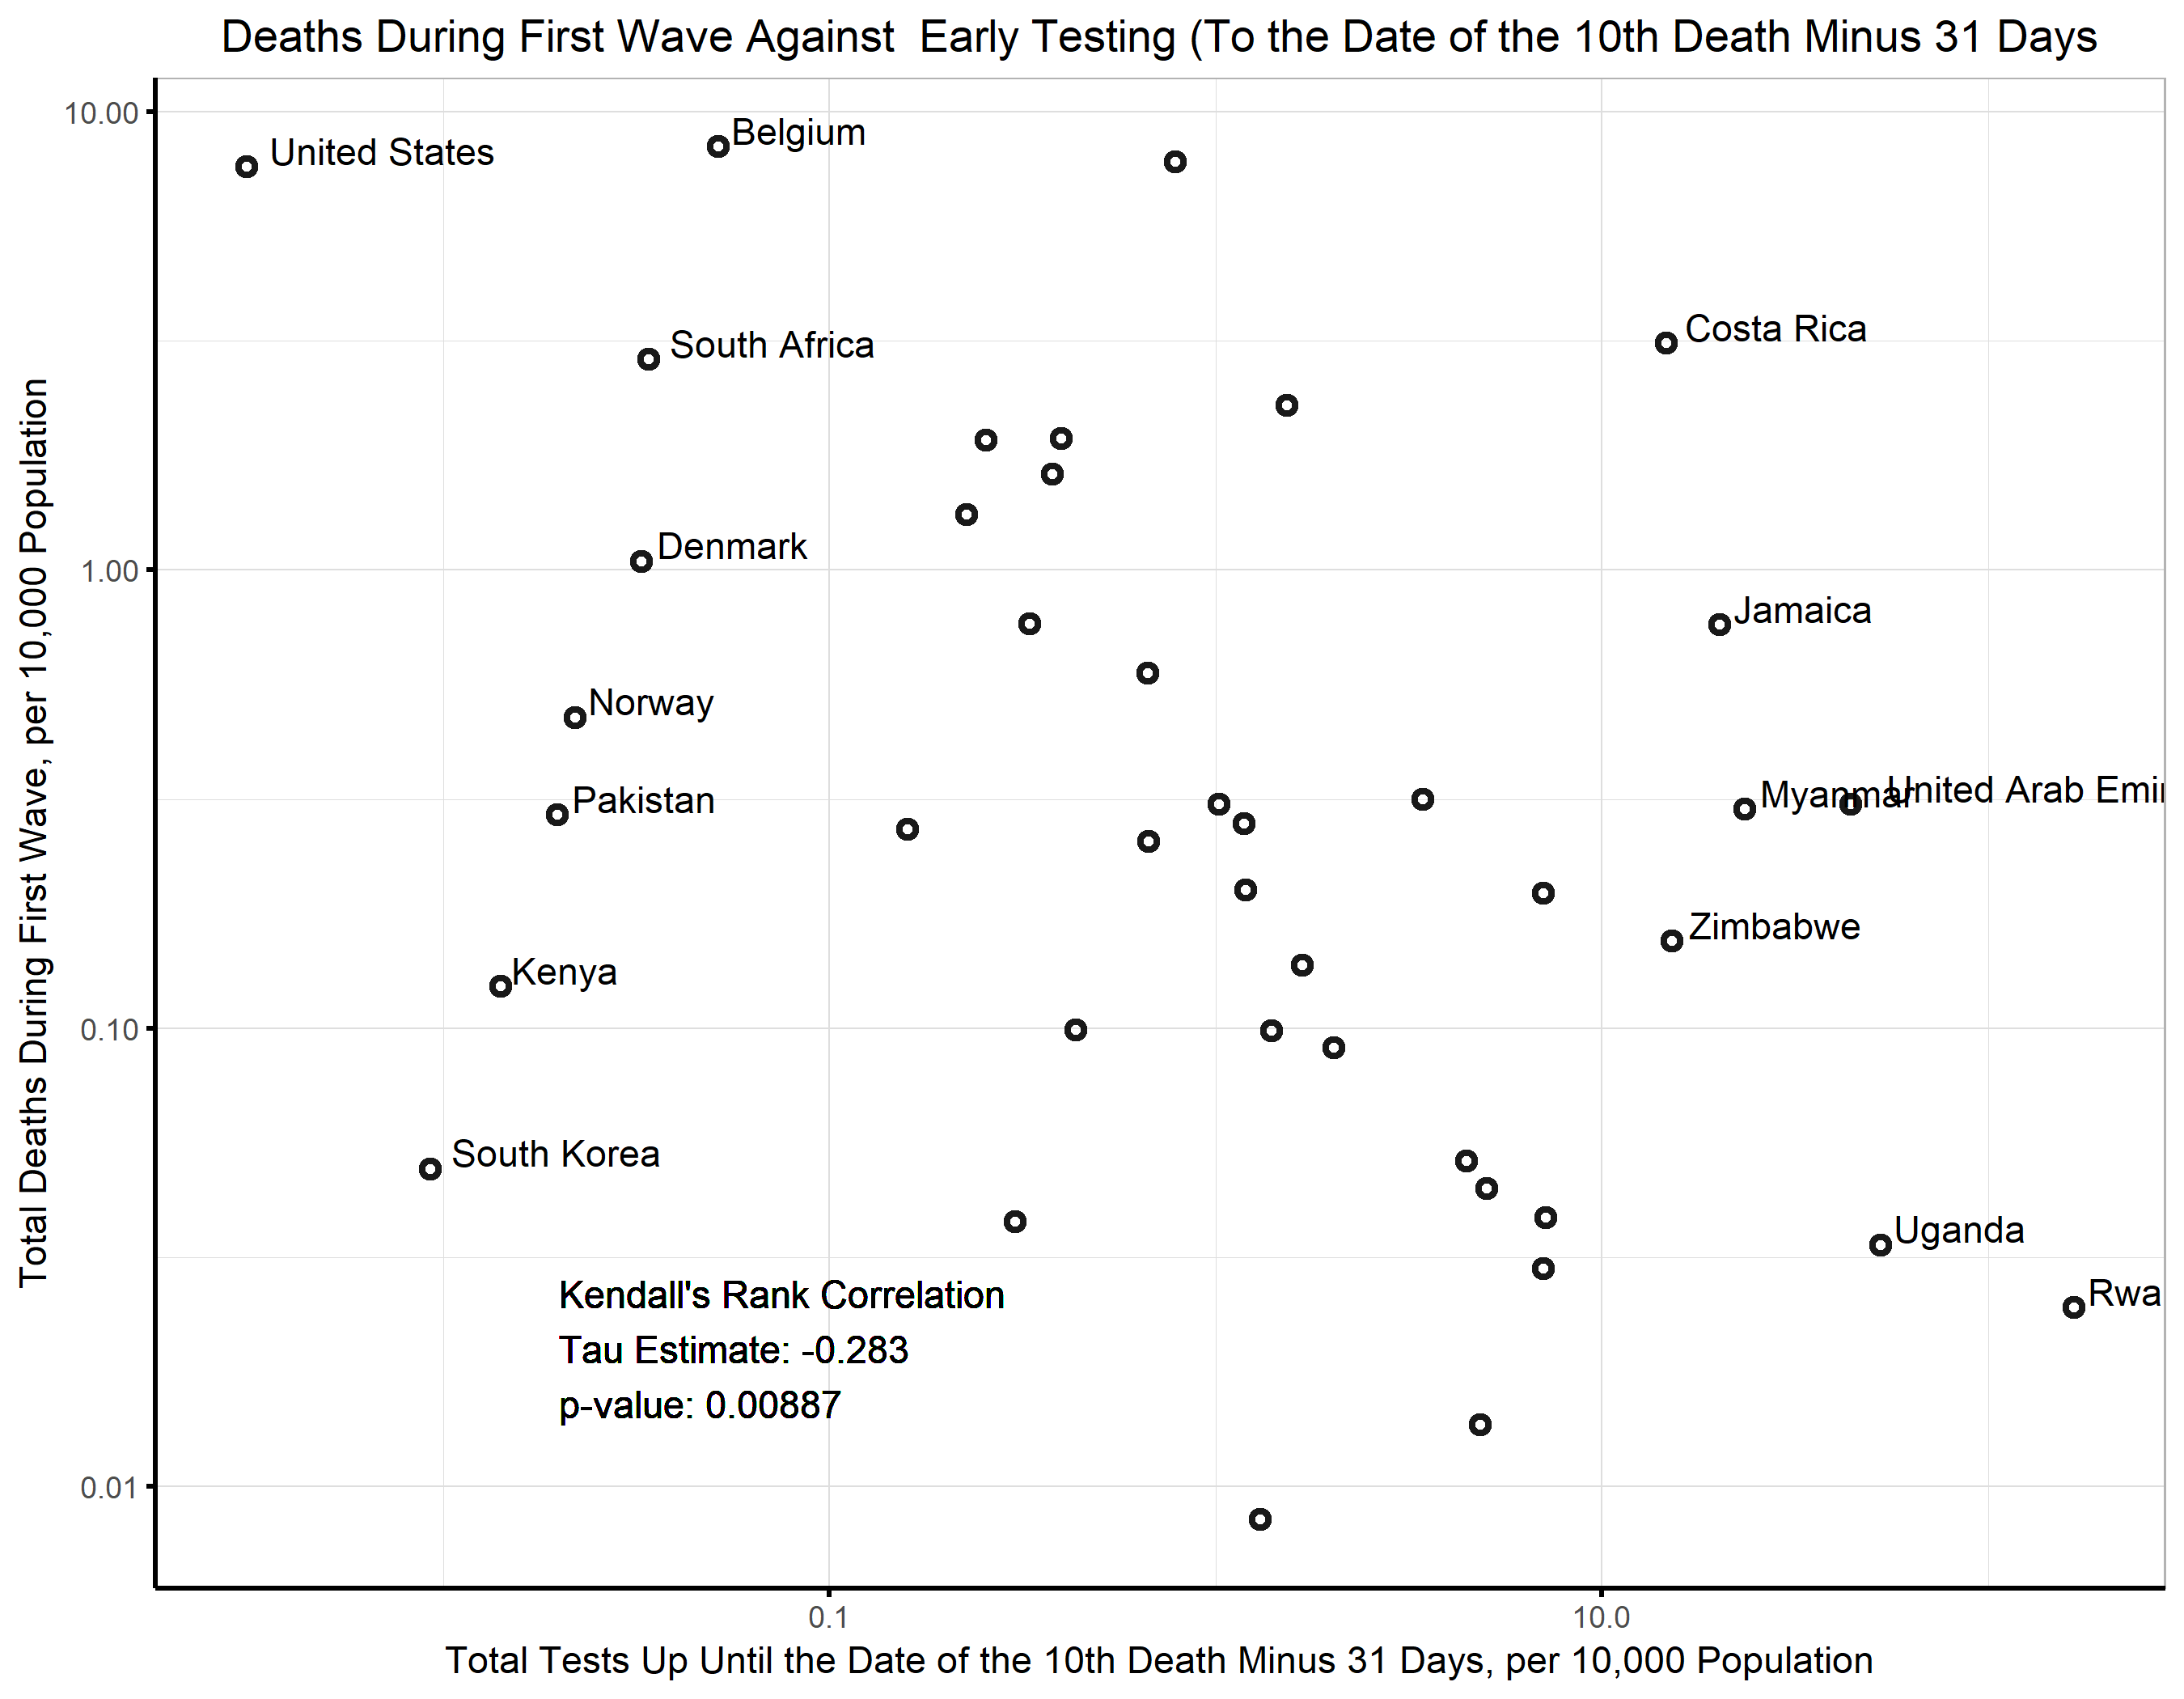 Deaths During First Wave Against  Early Testing (To the Date of the 10th Death Minus 31 Days
Total Deaths During First Wave, per 10,000 Population
10.00
1.00
0.10
0.01
United States
Belgium
South Africa
Costa Rica
Denmark
Jamaica
Norway
Pakistan
Myanmar
United Arab Emi
Zimbabwe
Kenya
South Korea
Uganda
Rwa
Kendall's Rank Correlation
Tau Estimate: -0.283
p-value: 0.00887
0.1
10.0
Total Tests Up Until the Date of the 10th Death Minus 31 Days, per 10,000 Population